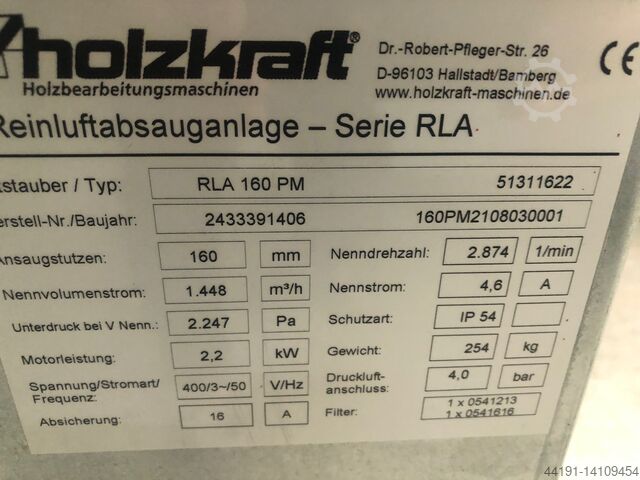 holzkraft®
Holzbearbeitungsmaschinen
Dr.-Robert-Pfleger-Str. 26
D-96103 Hallstadt/Bamberg
www.holzkraft-maschinen.de
CE
Reinluftabsauganlage – Serie RLA
tstauber / Typ: RLA 160 PM 51311622
erstell-Nr./Baujahr: 2433391406 160PM2108030001
Ansaugstutzen: 160 mm Nenndrehzahl: 2.874 1/min
Nennvolumenstrom: 1.448 m³/h Nennstrom: 4,6 A
Unterdruck bei V Nenn.: 2.247 Pa Schutzart: IP 54
Motorleistung: 2,2 kW Gewicht: 254 kg
Spannung/Stromart/
Frequenz: 400/3~/50 V/Hz
Druckluft-
anschluss: 4,0 bar
Absicherung: 16 A Filter: 1 x 0541213
1 x 0541616
44191-14109454